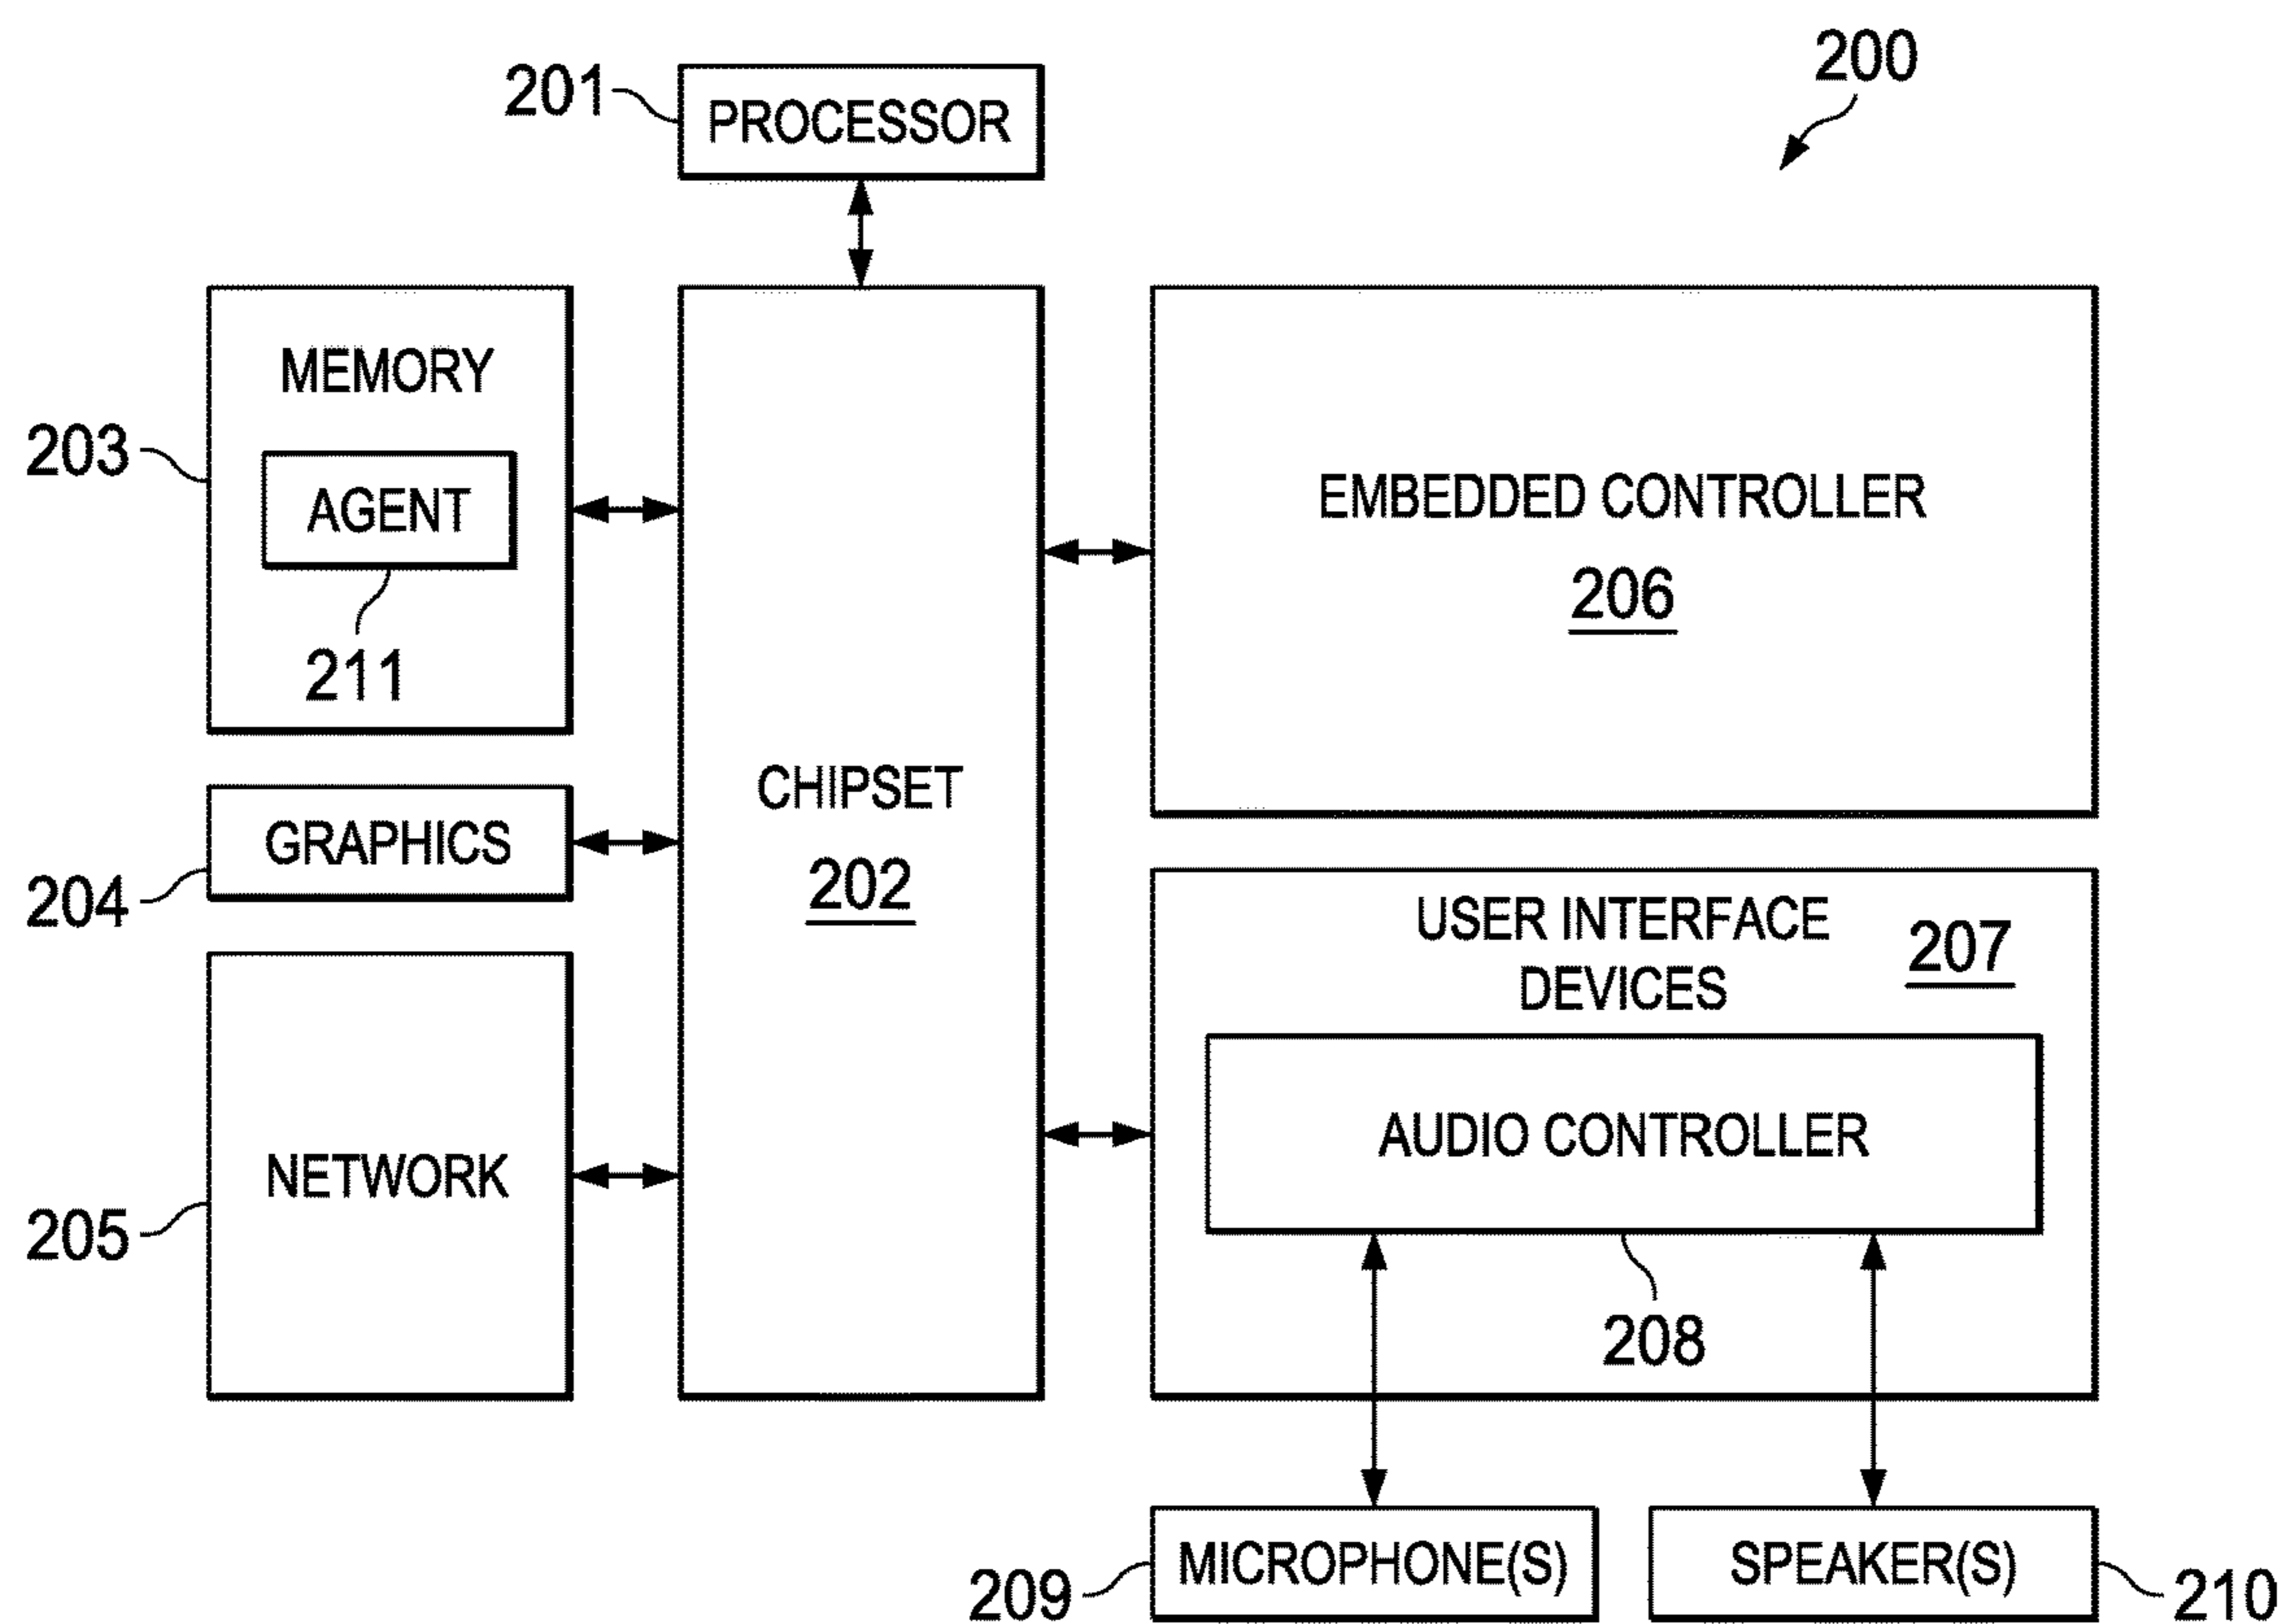 200
201
PROCESSOR
MEMORY
203
AGENT
211
EMBEDDED CONTROLLER
206
CHIPSET
202
GRAPHICS
204
USER INTERFACE
DEVICES
207
NETWORK
205
AUDIO CONTROLLER
208
209
MICROPHONE(S)
SPEAKER(S)
210